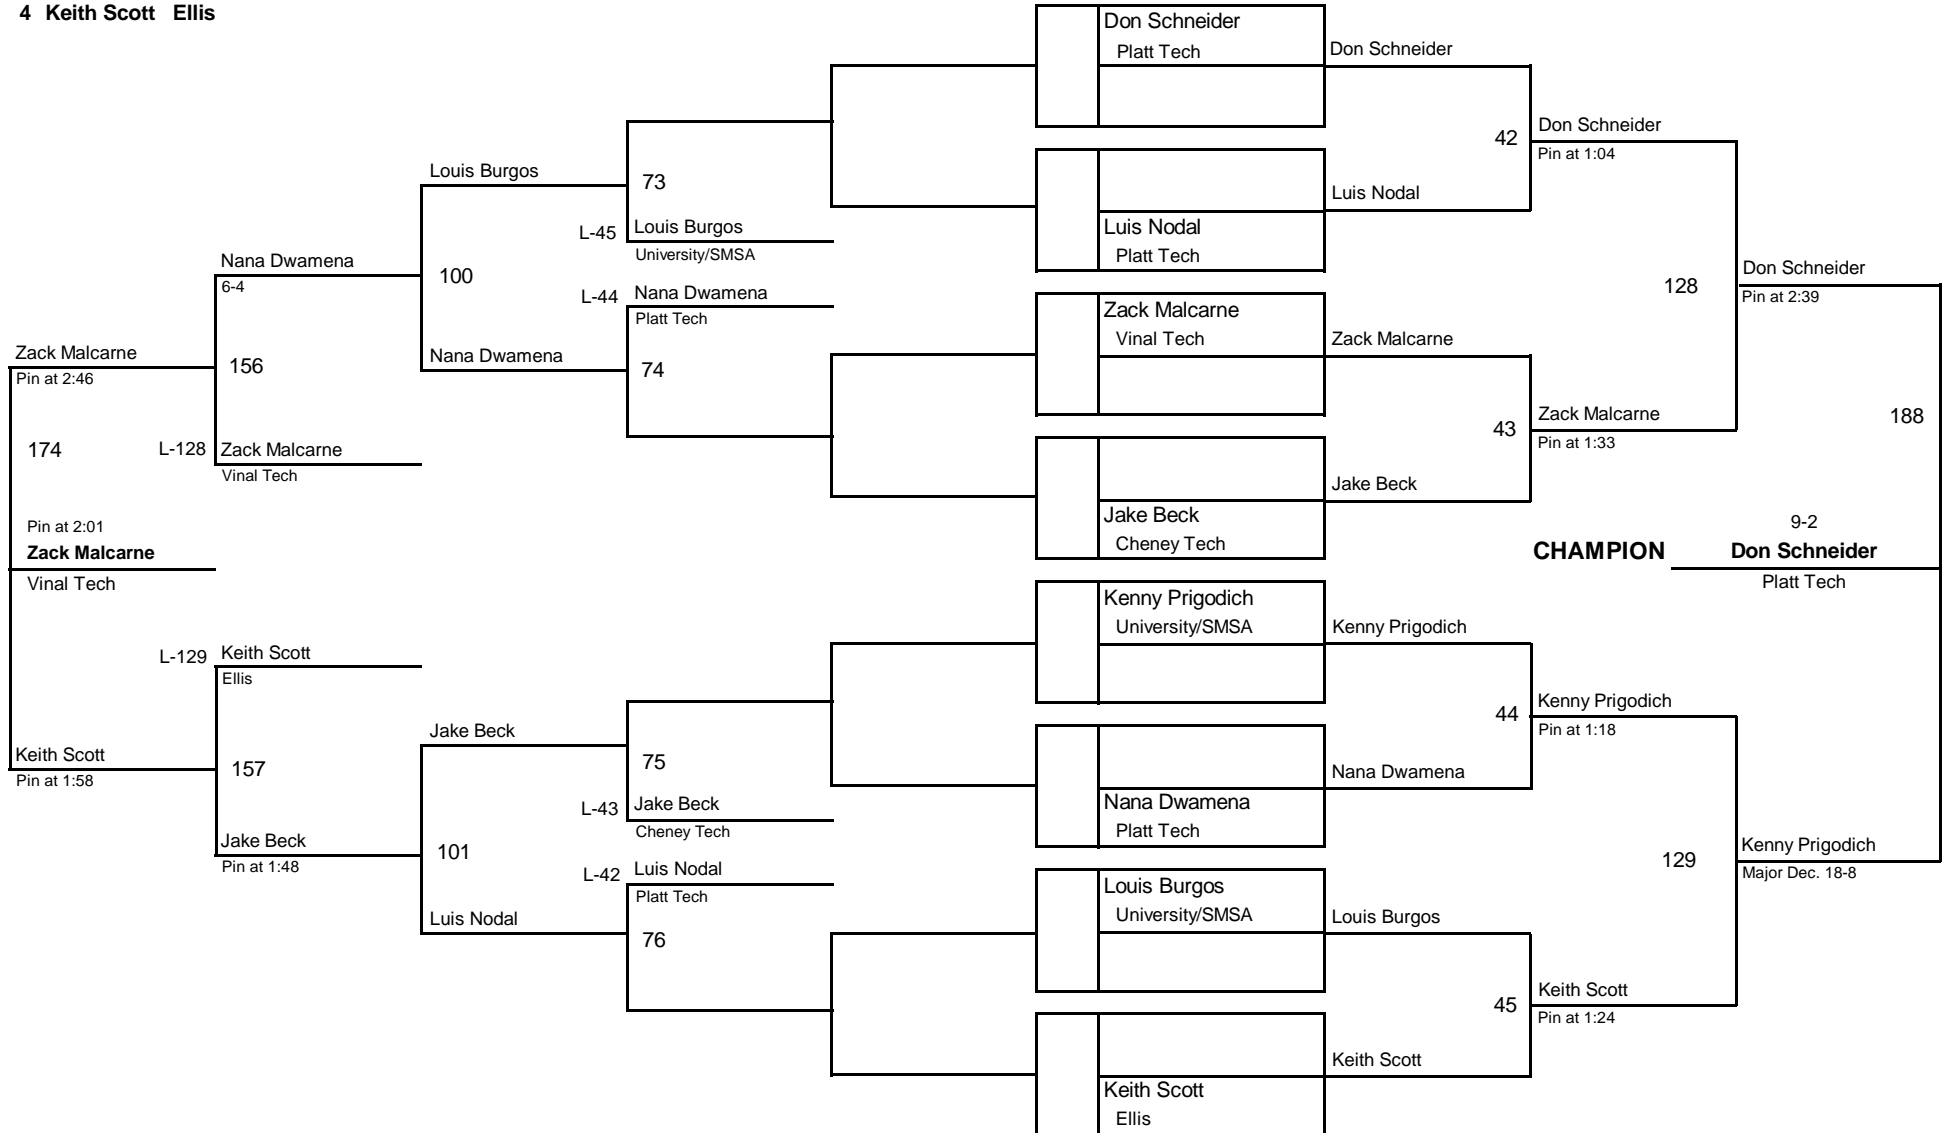 4 Keith Scott Ellis
Don Schneider
Platt Tech
Don Schneider
42
Don Schneider
Pin at 1:04
Luis Nodal
Luis Nodal
Platt Tech
Louis Burgos
73
L-45 Louis Burgos
University/SMSA
Nana Dwamena
6-4
100
L-44 Nana Dwamena
Platt Tech
Zack Malcarne
Vinal Tech
Zack Malcarne
128
Don Schneider
Pin at 2:39
Zack Malcarne
Pin at 2:46
156
Nana Dwamena
74
43
Zack Malcarne
Pin at 1:33
188
174
L-128 Zack Malcarne
Vinal Tech
Jake Beck
Jake Beck
Cheney Tech
Pin at 2:01
Zack Malcarne
Vinal Tech
9-2
CHAMPION Don Schneider
Platt Tech
Kenny Prigodich
University/SMSA
Kenny Prigodich
L-129 Keith Scott
Ellis
44
Kenny Prigodich
Pin at 1:18
Jake Beck
75
Keith Scott
Pin at 1:58
157
Nana Dwamena
Nana Dwamena
Platt Tech
L-43 Jake Beck
Cheney Tech
Jake Beck
Pin at 1:48
101
L-42 Luis Nodal
Platt Tech
129
Kenny Prigodich
Major Dec. 18-8
Louis Burgos
University/SMSA
Louis Burgos
Luis Nodal
76
45
Keith Scott
Pin at 1:24
Keith Scott
Keith Scott
Ellis